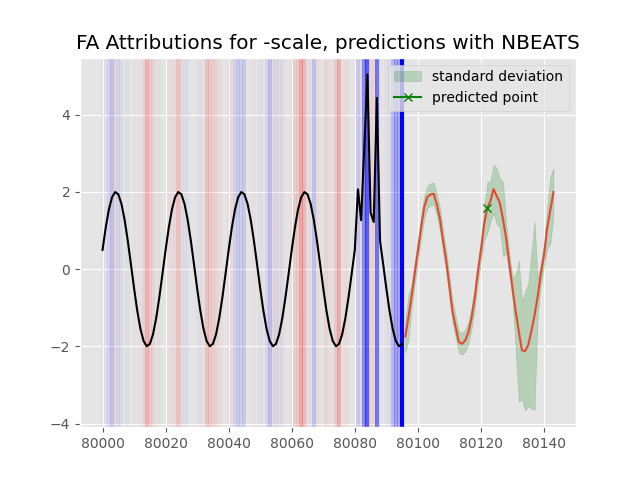 FA Attributions for -scale, predictions with NBEATS
standard deviation
predicted point
4
2
0
−2
−4
80000 80020 80040 80060 80080 80100 80120 80140